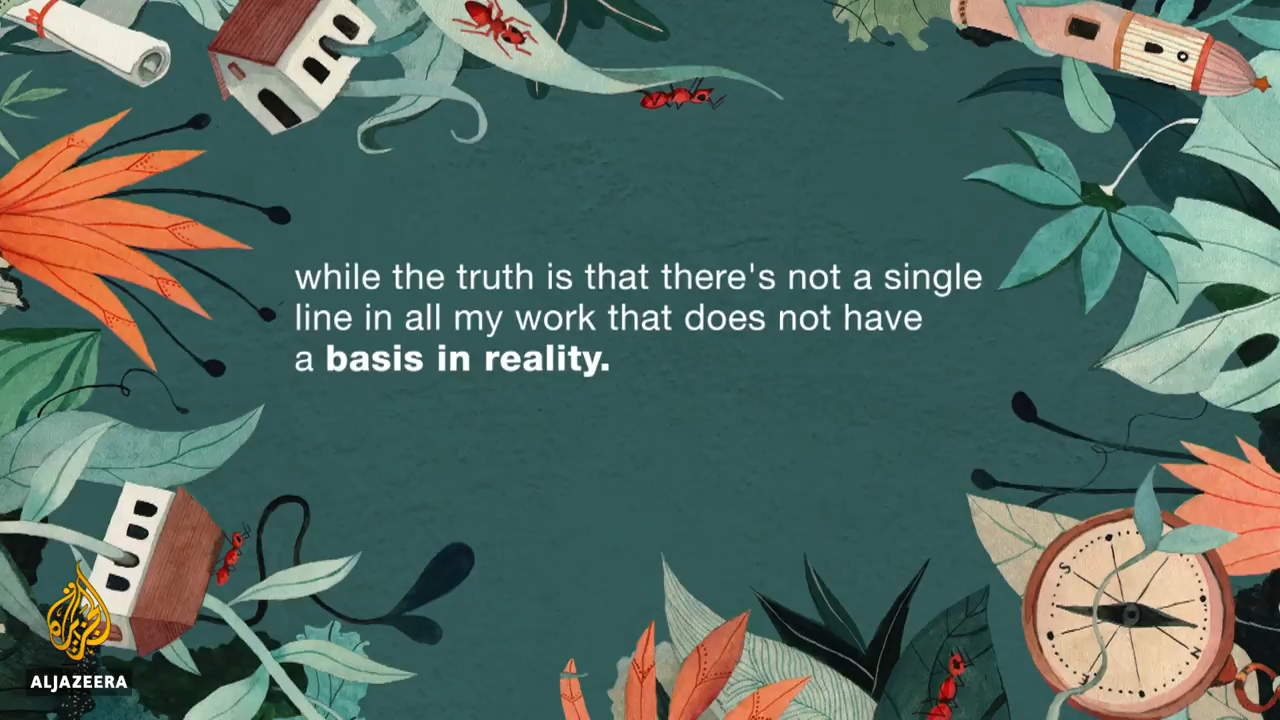 while the truth is that there's not a single
line in all my work that does not have
a basis in reality.
S
N
E
ALJAZEERA